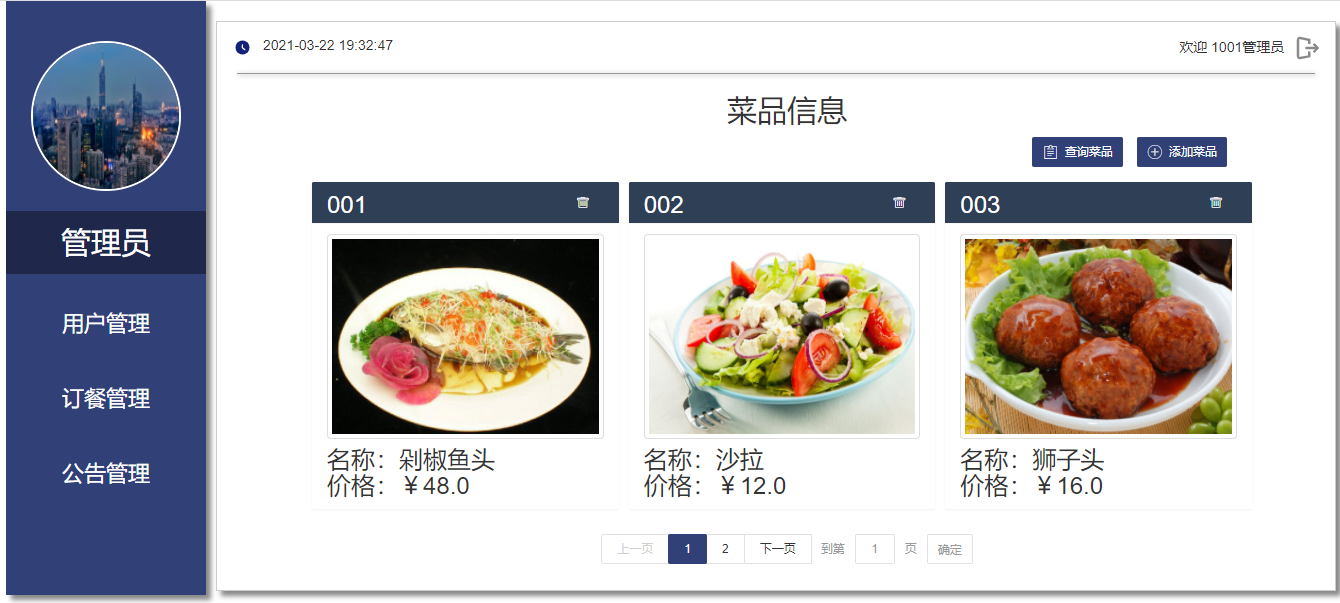 管理员
用户管理
订餐管理
公告管理
2021-03-22 19:32:47
欢迎 1001管理员
菜品信息
查询菜品 添加菜品
001
名称：剁椒鱼头
价格：￥48.0
002
名称：沙拉
价格：￥12.0
003
名称：狮子头
价格：￥16.0
上一页 1 2 下一页 到第 1 页 确定